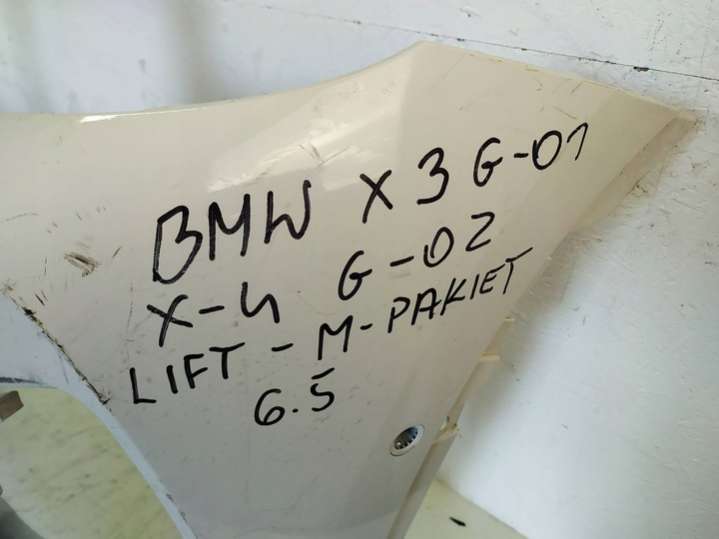 BMW X3 G-01
X-4 G-02
LIFT - M-PAKIET
6.5